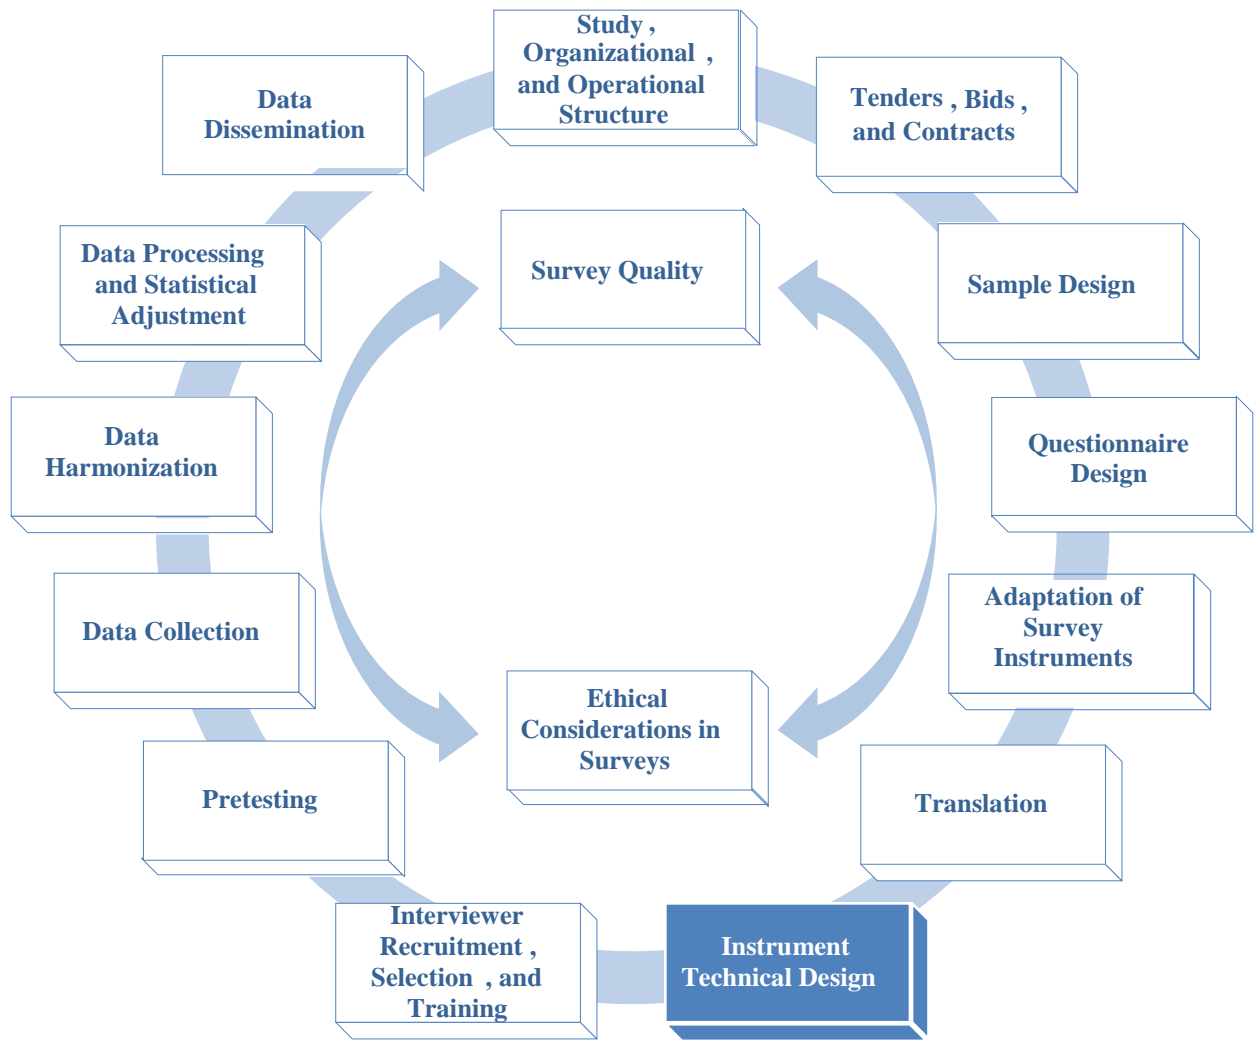 Study ,
Organizational ,
and Operational
Structure
Tenders , Bids ,
and Contracts
Sample Design
Questionnaire
Design
Adaptation of
Survey
Instruments
Translation
Instrument
Technical Design
Interviewer
Recruitment ,
Selection , and
Training
Pretesting
Data Collection
Data
Harmonization
Data Processing
and Statistical
Adjustment
Data
Dissemination
Survey Quality
Ethical
Considerations in
Surveys